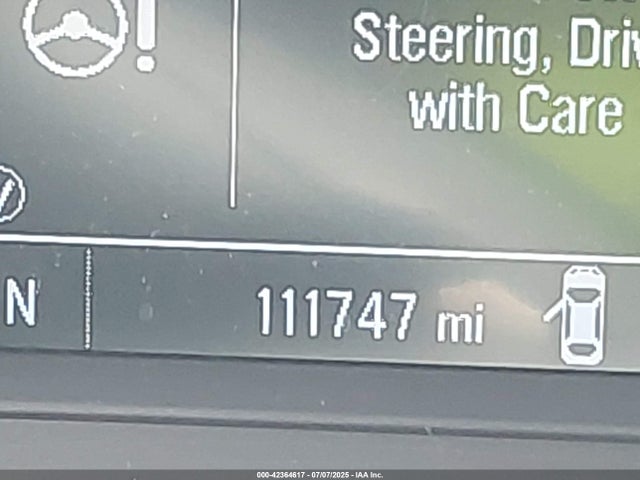 Steering, Driv
with Care
N
111747 mi
000-42364617 - 07/07/2025 - IAA Inc.